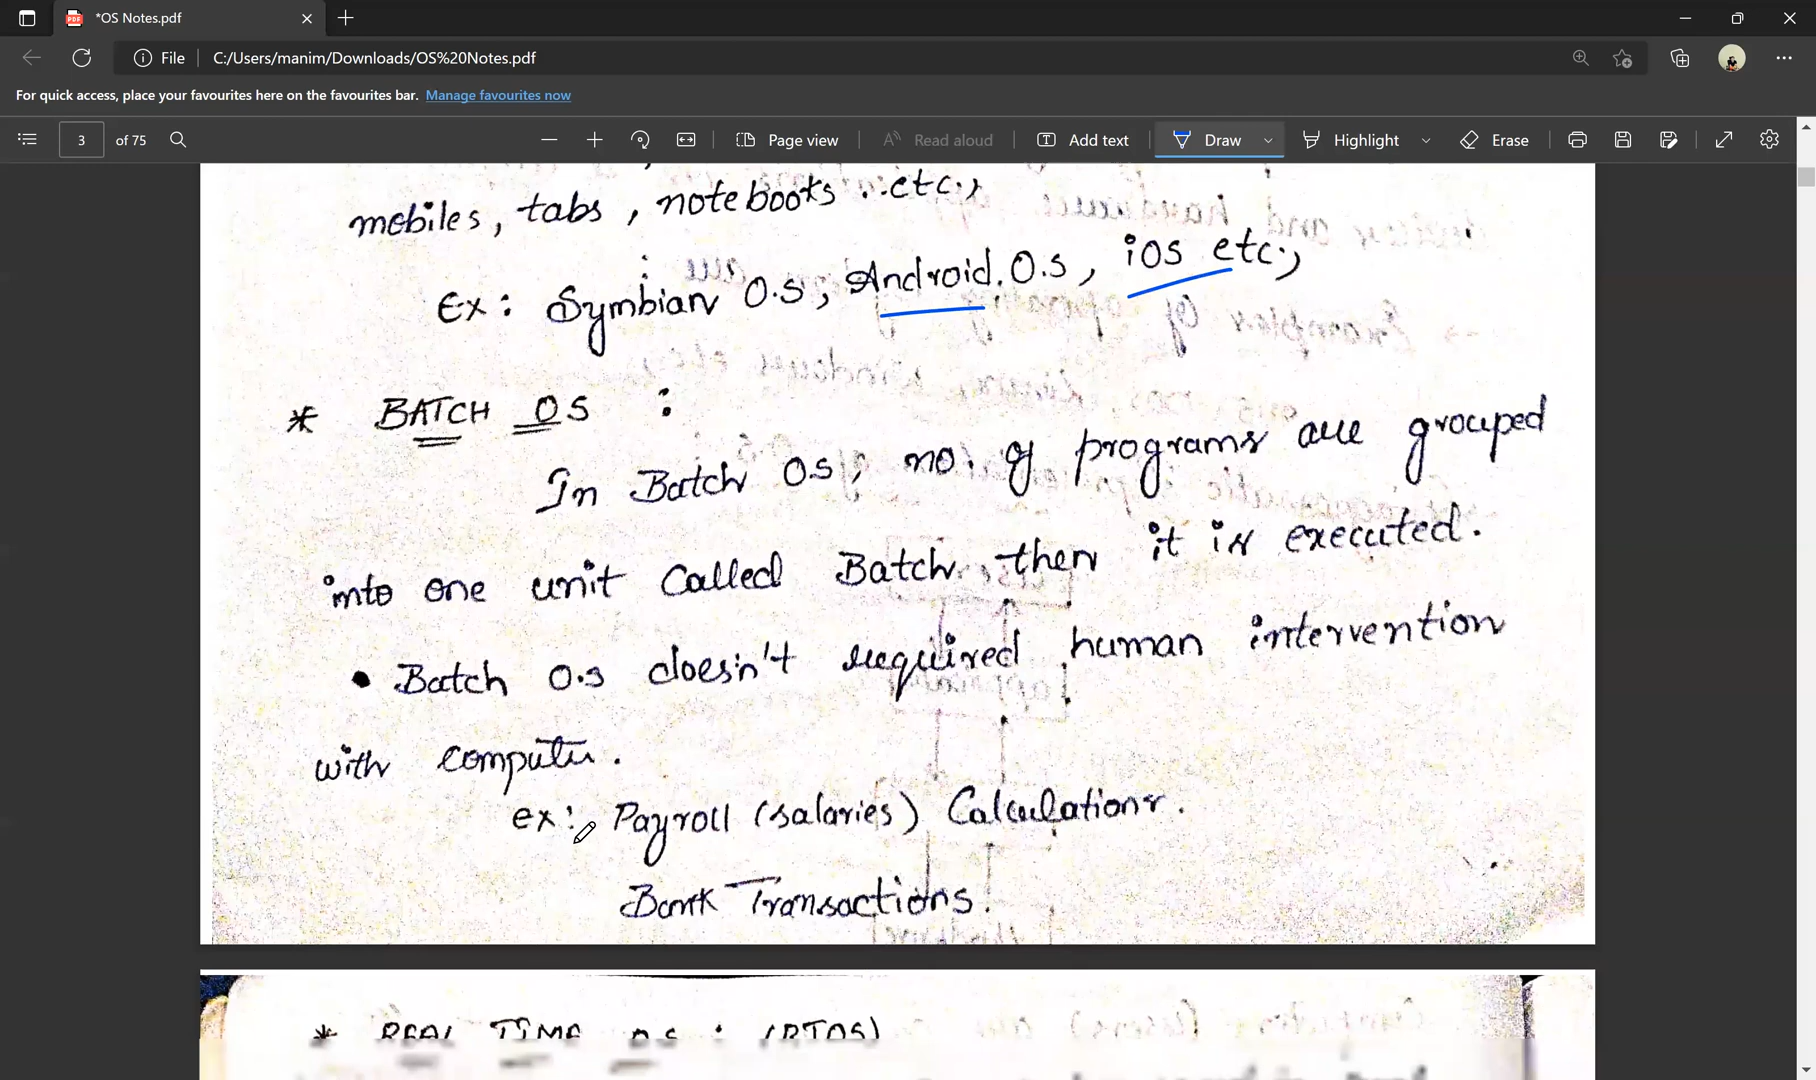 *OS Notes.pdf
File C:/Users/manim/Downloads/OS%20Notes.pdf
For quick access, place your favourites here on the favourites bar. Manage favourites now
3 of 75 Page view Read aloud Add text Draw Highlight Erase
mobiles, tabs, notebooks ..etc.,
Ex: Symbian O.S, Android.O.S, iOS etc.,
* BATCH OS :
In Batch OS, no. of programs are grouped
into one unit Called Batch, then it is executed.
• Batch O.S doesn't required human intervention
with computer.
ex: Payroll (salaries) Calculations.
Bank Transactions.
* REAL TIME OS : (RTOS)